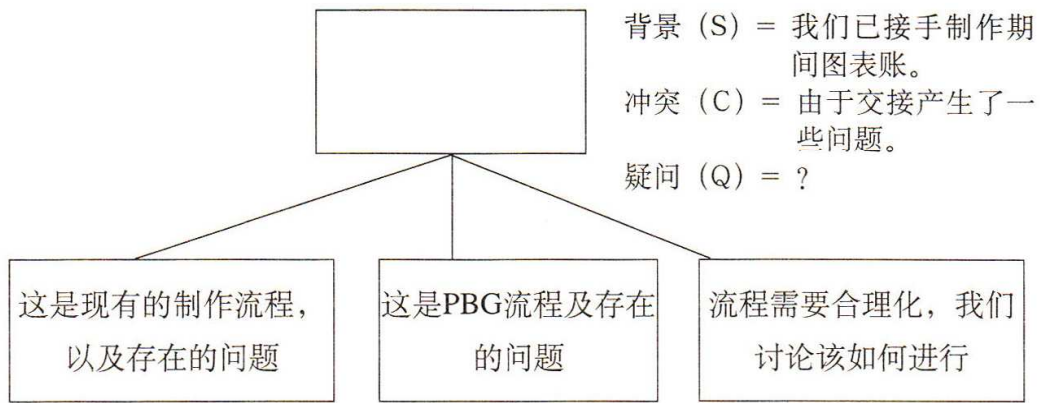 背景（S）= 我们已接手制作期
间图表账。
冲突（C）= 由于交接产生了一
些问题。
疑问（Q）= ？
这是现有的制作流程，
以及存在的问题
这是PBG流程及存在
的问题
流程需要合理化，我们
讨论该如何进行